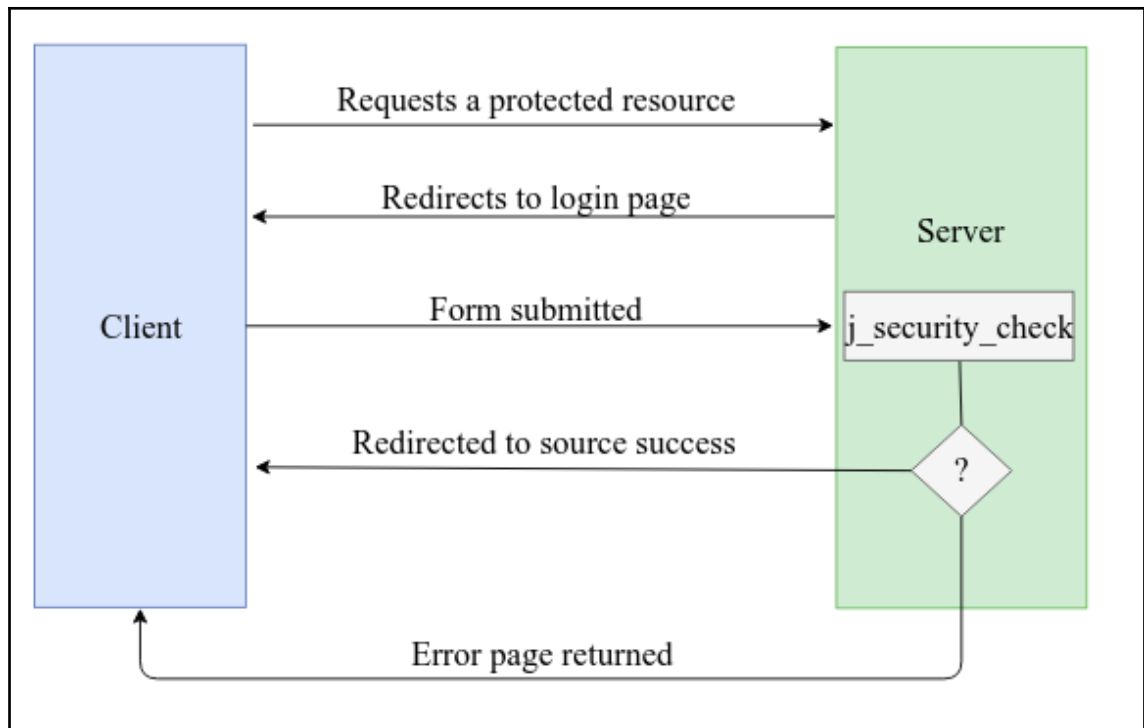 Requests a protected resource
Redirects to login page
Server
Client
Form submitted
j_security_check
Redirected to source success
?
Error page returned